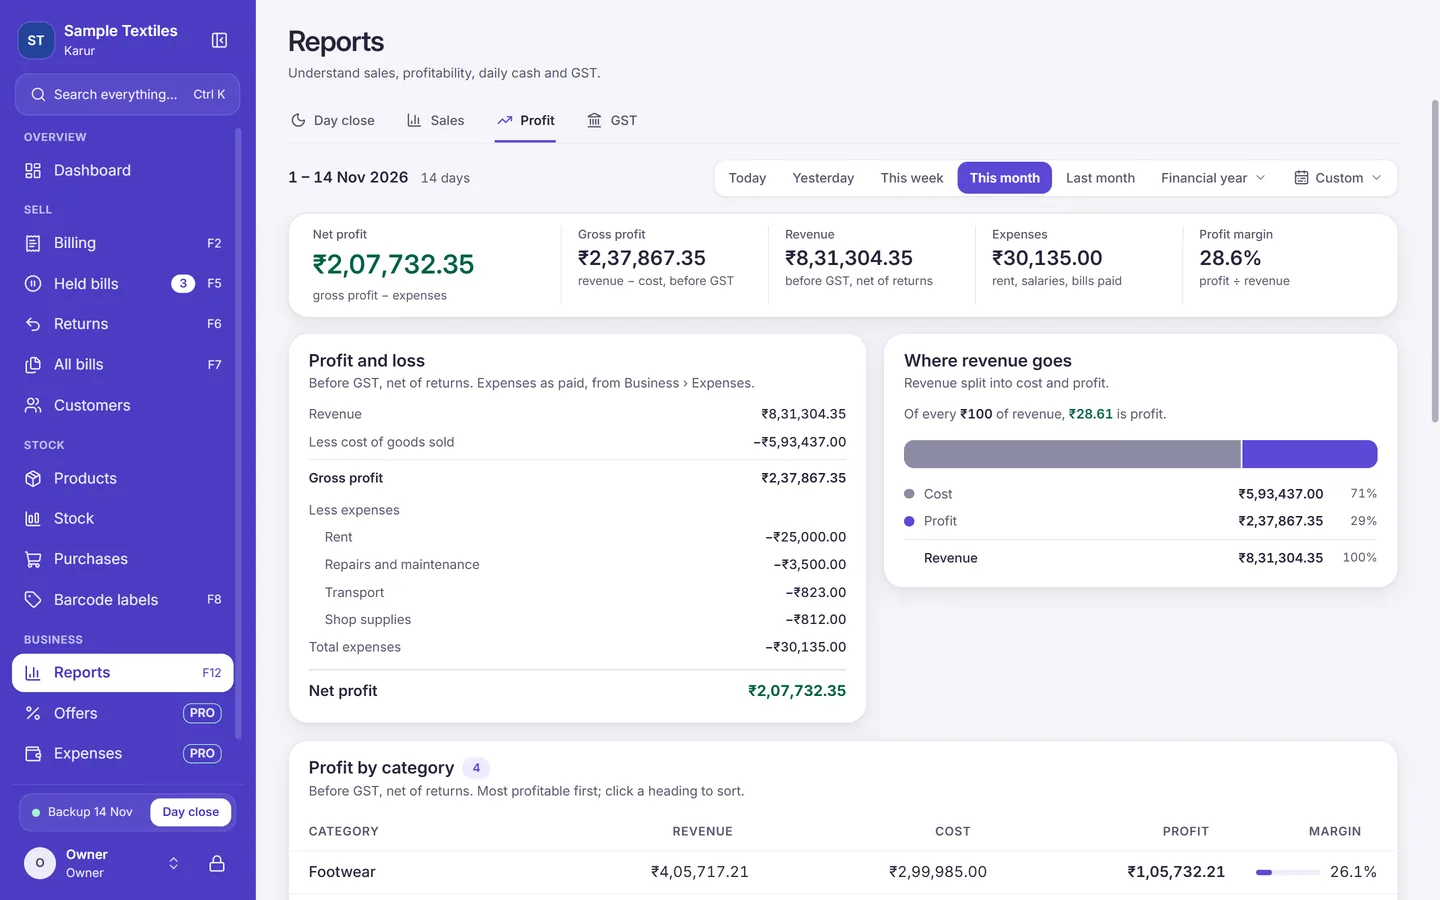 ST
Sample Textiles
Karur
Search everything... Ctrl K
OVERVIEW
Dashboard
SELL
Billing F2
Held bills 3 F5
Returns F6
All bills F7
Customers
STOCK
Products
Stock
Purchases
Barcode labels F8
BUSINESS
Reports F12
Offers PRO
Expenses PRO
Backup 14 Nov Day close
O
Owner
Owner
Reports
Understand sales, profitability, daily cash and GST.
Day close Sales Profit GST
1 – 14 Nov 2026 14 days
Today Yesterday This week This month Last month Financial year Custom
Net profit
₹2,07,732.35
gross profit − expenses
Gross profit
₹2,37,867.35
revenue − cost, before GST
Revenue
₹8,31,304.35
before GST, net of returns
Expenses
₹30,135.00
rent, salaries, bills paid
Profit margin
28.6%
profit ÷ revenue
Profit and loss
Before GST, net of returns. Expenses as paid, from Business › Expenses.
Revenue ₹8,31,304.35
Less cost of goods sold −₹5,93,437.00
Gross profit ₹2,37,867.35
Less expenses
Rent −₹25,000.00
Repairs and maintenance −₹3,500.00
Transport −₹823.00
Shop supplies −₹812.00
Total expenses −₹30,135.00
Net profit ₹2,07,732.35
Where revenue goes
Revenue split into cost and profit.
Of every ₹100 of revenue, ₹28.61 is profit.
Cost ₹5,93,437.00 71%
Profit ₹2,37,867.35 29%
Revenue ₹8,31,304.35 100%
Profit by category 4
Before GST, net of returns. Most profitable first; click a heading to sort.
CATEGORY REVENUE COST PROFIT MARGIN
Footwear ₹4,05,717.21 ₹2,99,985.00 ₹1,05,732.21 26.1%